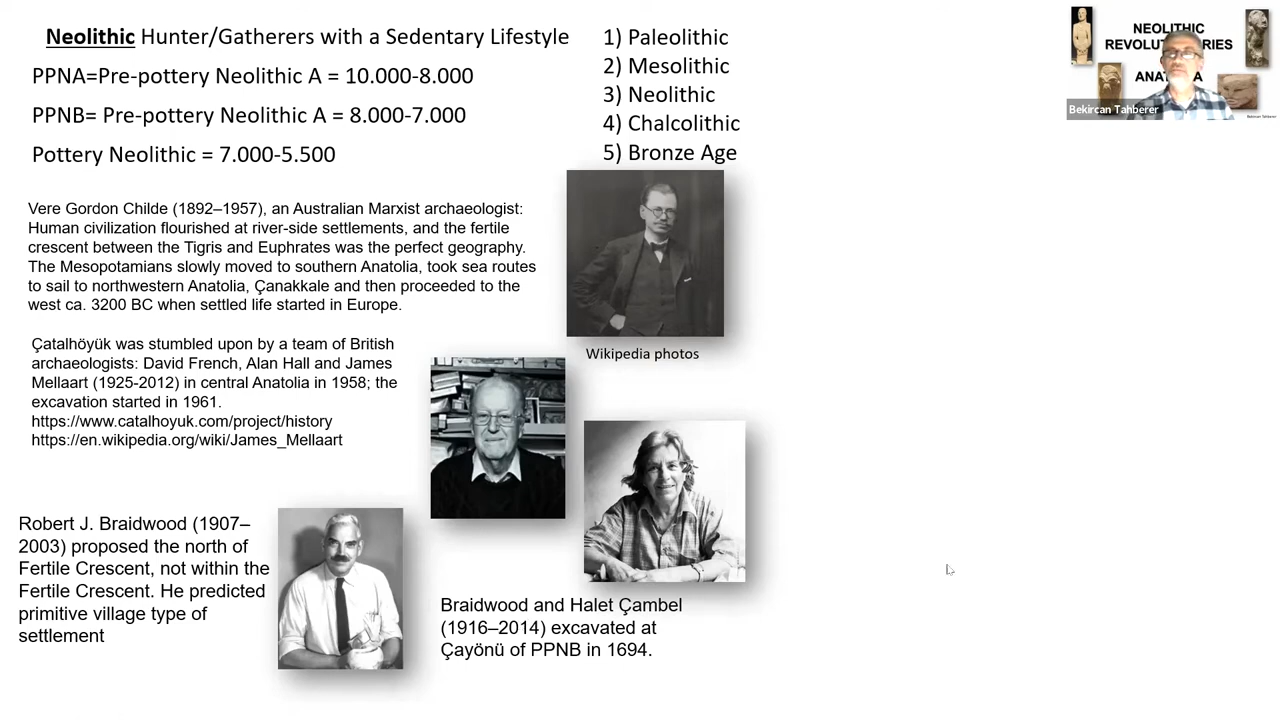 Neolithic Hunter/Gatherers with a Sedentary Lifestyle
PPNA=Pre-pottery Neolithic A = 10.000-8.000
PPNB= Pre-pottery Neolithic A = 8.000-7.000
Pottery Neolithic = 7.000-5.500
1) Paleolithic
2) Mesolithic
3) Neolithic
4) Chalcolithic
5) Bronze Age
Vere Gordon Childe (1892–1957), an Australian Marxist archaeologist:
Human civilization flourished at river-side settlements, and the fertile
crescent between the Tigris and Euphrates was the perfect geography.
The Mesopotamians slowly moved to southern Anatolia, took sea routes
to sail to northwestern Anatolia, Çanakkale and then proceeded to the
west ca. 3200 BC when settled life started in Europe.
Wikipedia photos
Çatalhöyük was stumbled upon by a team of British
archaeologists: David French, Alan Hall and James
Mellaart (1925-2012) in central Anatolia in 1958; the
excavation started in 1961.
https://www.catalhoyuk.com/project/history
https://en.wikipedia.org/wiki/James_Mellaart
Robert J. Braidwood (1907–
2003) proposed the north of
Fertile Crescent, not within the
Fertile Crescent. He predicted
primitive village type of
settlement
Braidwood and Halet Çambel
(1916–2014) excavated at
Çayönü of PPNB in 1694.
NEOLITHIC
Bekircan Tahberer
Bekircan Tahberer